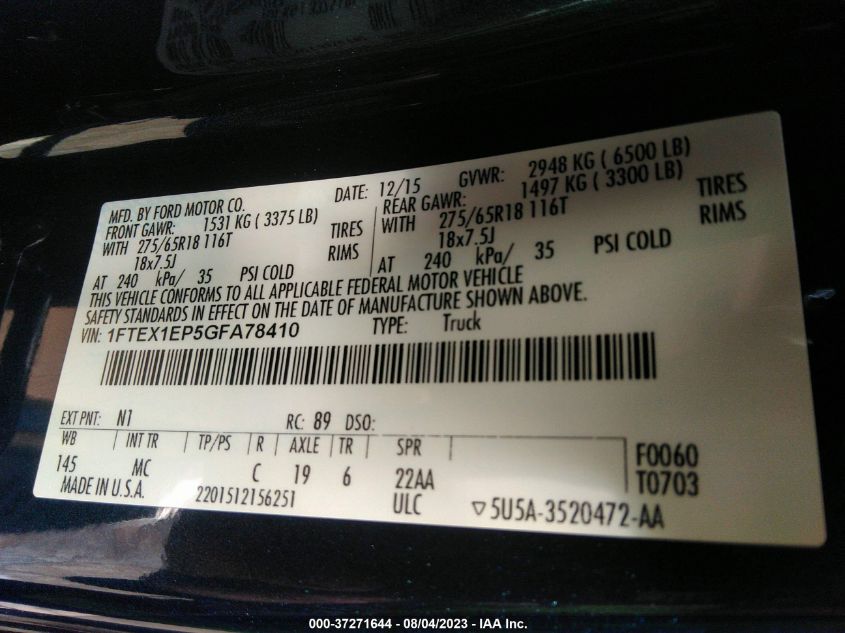 MFD. BY FORD MOTOR CO. DATE: 12/15 GVWR: 2948 KG ( 6500 LB)
FRONT GAWR: 1531 KG ( 3375 LB) REAR GAWR: 1497 KG ( 3300 LB)
WITH 275/65R18 116T TIRES WITH 275/65R18 116T TIRES
18x7.5J RIMS 18x7.5J RIMS
AT 240 kPa/ 35 PSI COLD AT 240 kPa/ 35 PSI COLD
THIS VEHICLE CONFORMS TO ALL APPLICABLE FEDERAL MOTOR VEHICLE
SAFETY STANDARDS IN EFFECT ON THE DATE OF MANUFACTURE SHOWN ABOVE.
VIN: 1FTEX1EP5GFA78410 TYPE: Truck
EXT PNT: N1 RC: 89 DSO:
WB INT TR TP/PS R AXLE TR SPR F0060
145 MC C 19 6 22AA T0703
MADE IN U.S.A. 2201512156251 ULC ▽5U5A-3520472-AA
000-37271644 - 08/04/2023 - IAA Inc.